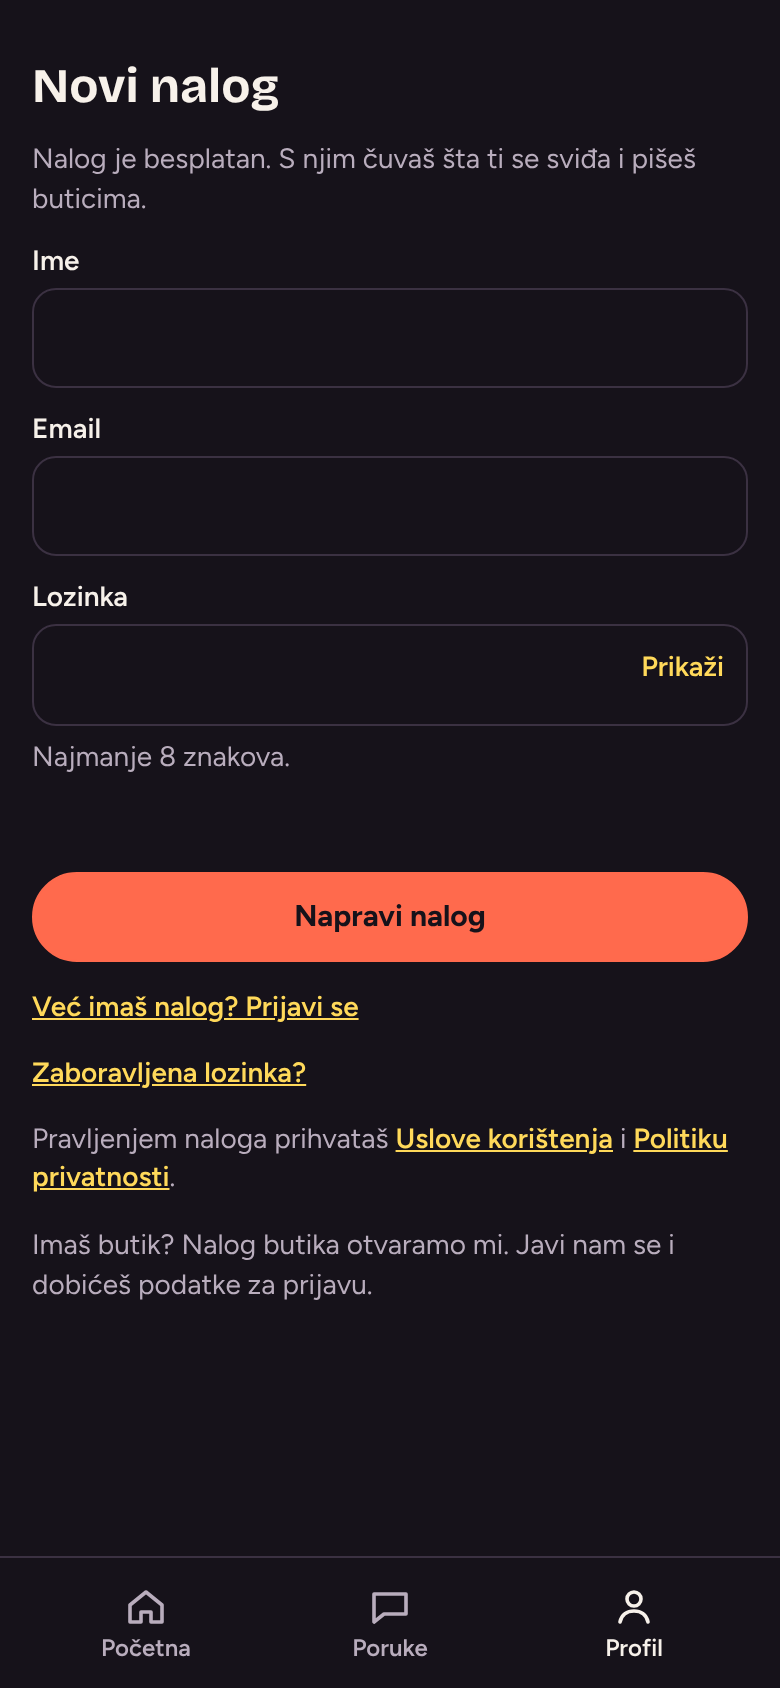 Novi nalog
Nalog je besplatan. S njim čuvaš šta ti se sviđa i pišeš
buticima.
Ime
Email
Lozinka
Prikaži
Najmanje 8 znakova.
Napravi nalog
Već imaš nalog? Prijavi se
Zaboravljena lozinka?
Pravljenjem naloga prihvataš Uslove korištenja i Politiku
privatnosti.
Imaš butik? Nalog butika otvaramo mi. Javi nam se i
dobićeš podatke za prijavu.
Početna
Poruke
Profil